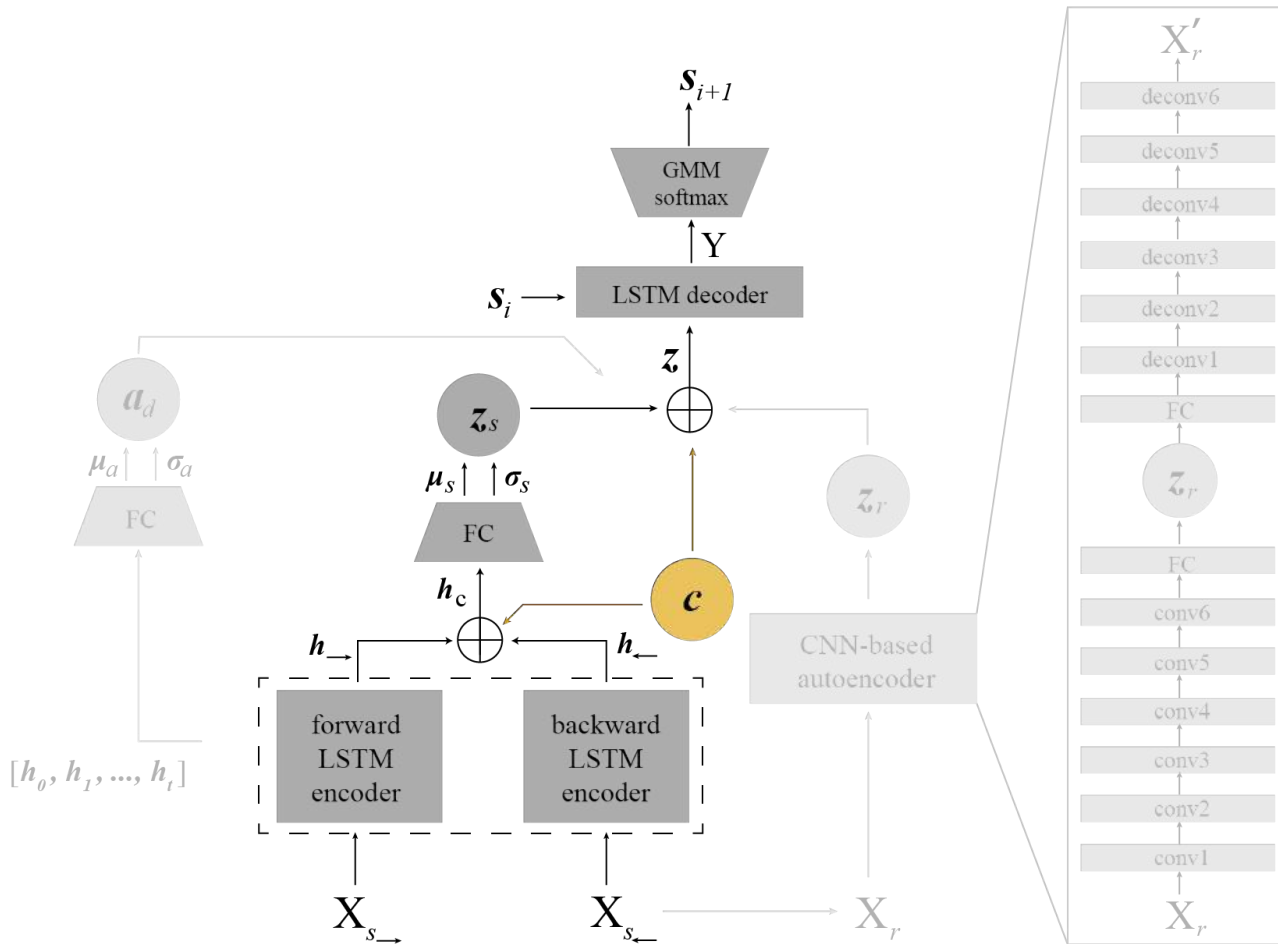 X'_r
deconv6
deconv5
deconv4
deconv3
deconv2
deconv1
FC
z_r
FC
conv6
conv5
conv4
conv3
conv2
conv1
X_r
s_{i+1}
GMM
softmax
Y
s_i
LSTM decoder
z
a_d
z_s
μ_a
σ_a
μ_s
σ_s
z_r
FC
FC
h_c
c
h→
h←
CNN-based
autoencoder
forward
LSTM
encoder
backward
LSTM
encoder
[h_0, h_1, ..., h_t]
X_s→
X_s←
X_r